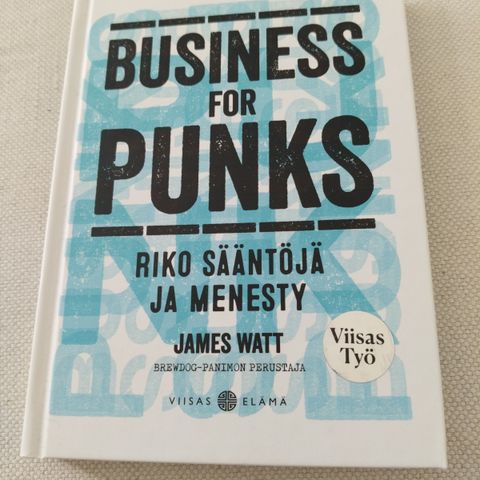 BUSINESS
FOR
PUNKS
RIKO SÄÄNTÖJÄ
JA MENESTY
JAMES WATT
BREWDOG-PANIMON PERUSTAJA
Viisas
Työ
VIISAS ELÄMÄ